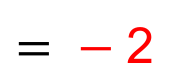 = − 2